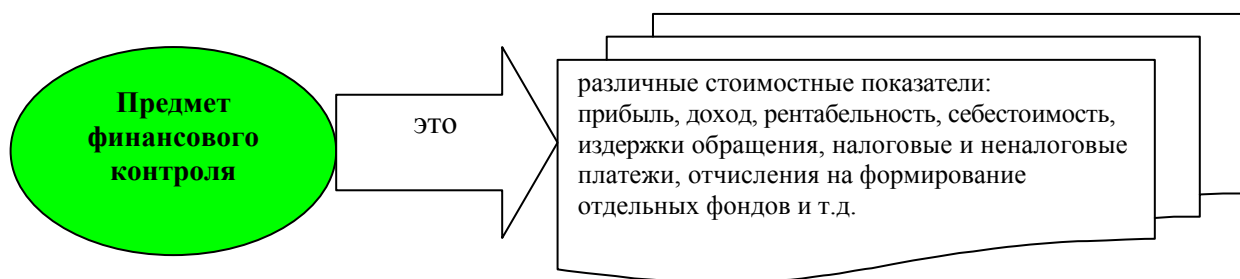 Предмет
финансового
контроля
это
различные стоимостные показатели:
прибыль, доход, рентабельность, себестоимость,
издержки обращения, налоговые и неналоговые
платежи, отчисления на формирование
отдельных фондов и т.д.